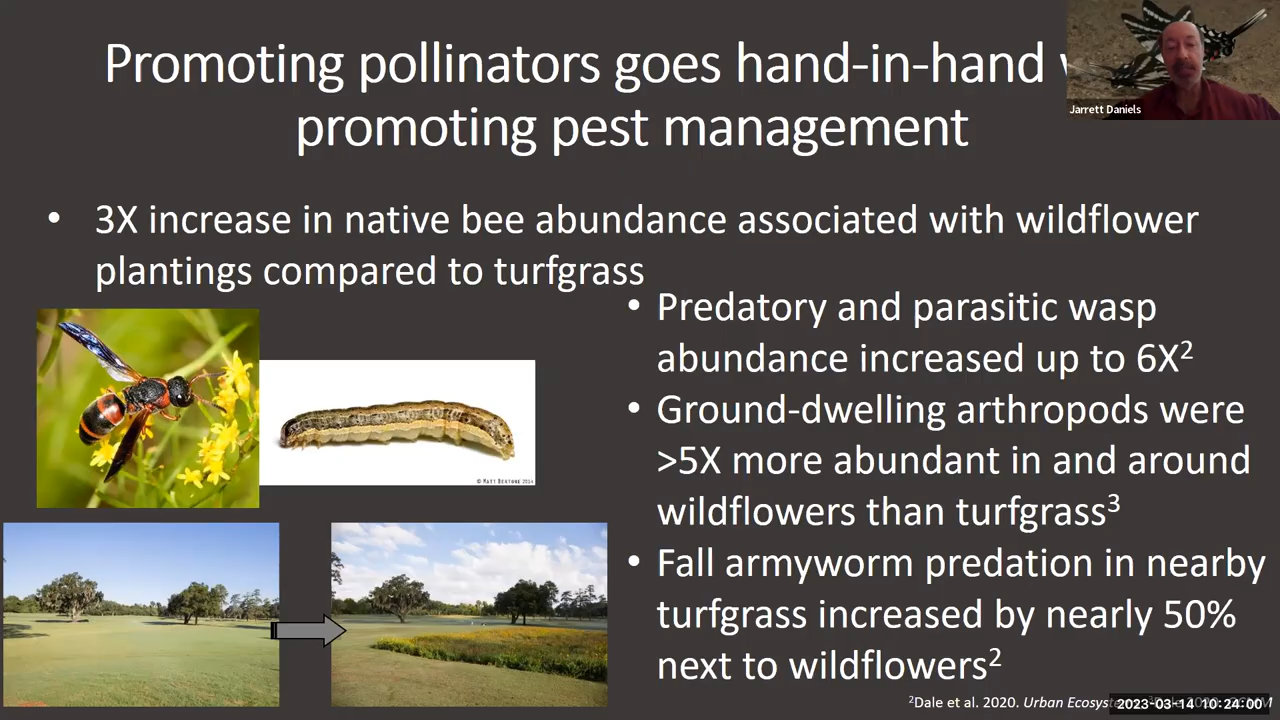 Promoting pollinators goes hand-in-hand
promoting pest management
Jarrett Daniels
• 3X increase in native bee abundance associated with wildflower
plantings compared to turfgrass
• Predatory and parasitic wasp
abundance increased up to 6X²
• Ground-dwelling arthropods were
>5X more abundant in and around
wildflowers than turfgrass³
• Fall armyworm predation in nearby
turfgrass increased by nearly 50%
next to wildflowers²
© Matt Bertone 2014
²Dale et al. 2020. Urban
2023-03-14 10:24:00